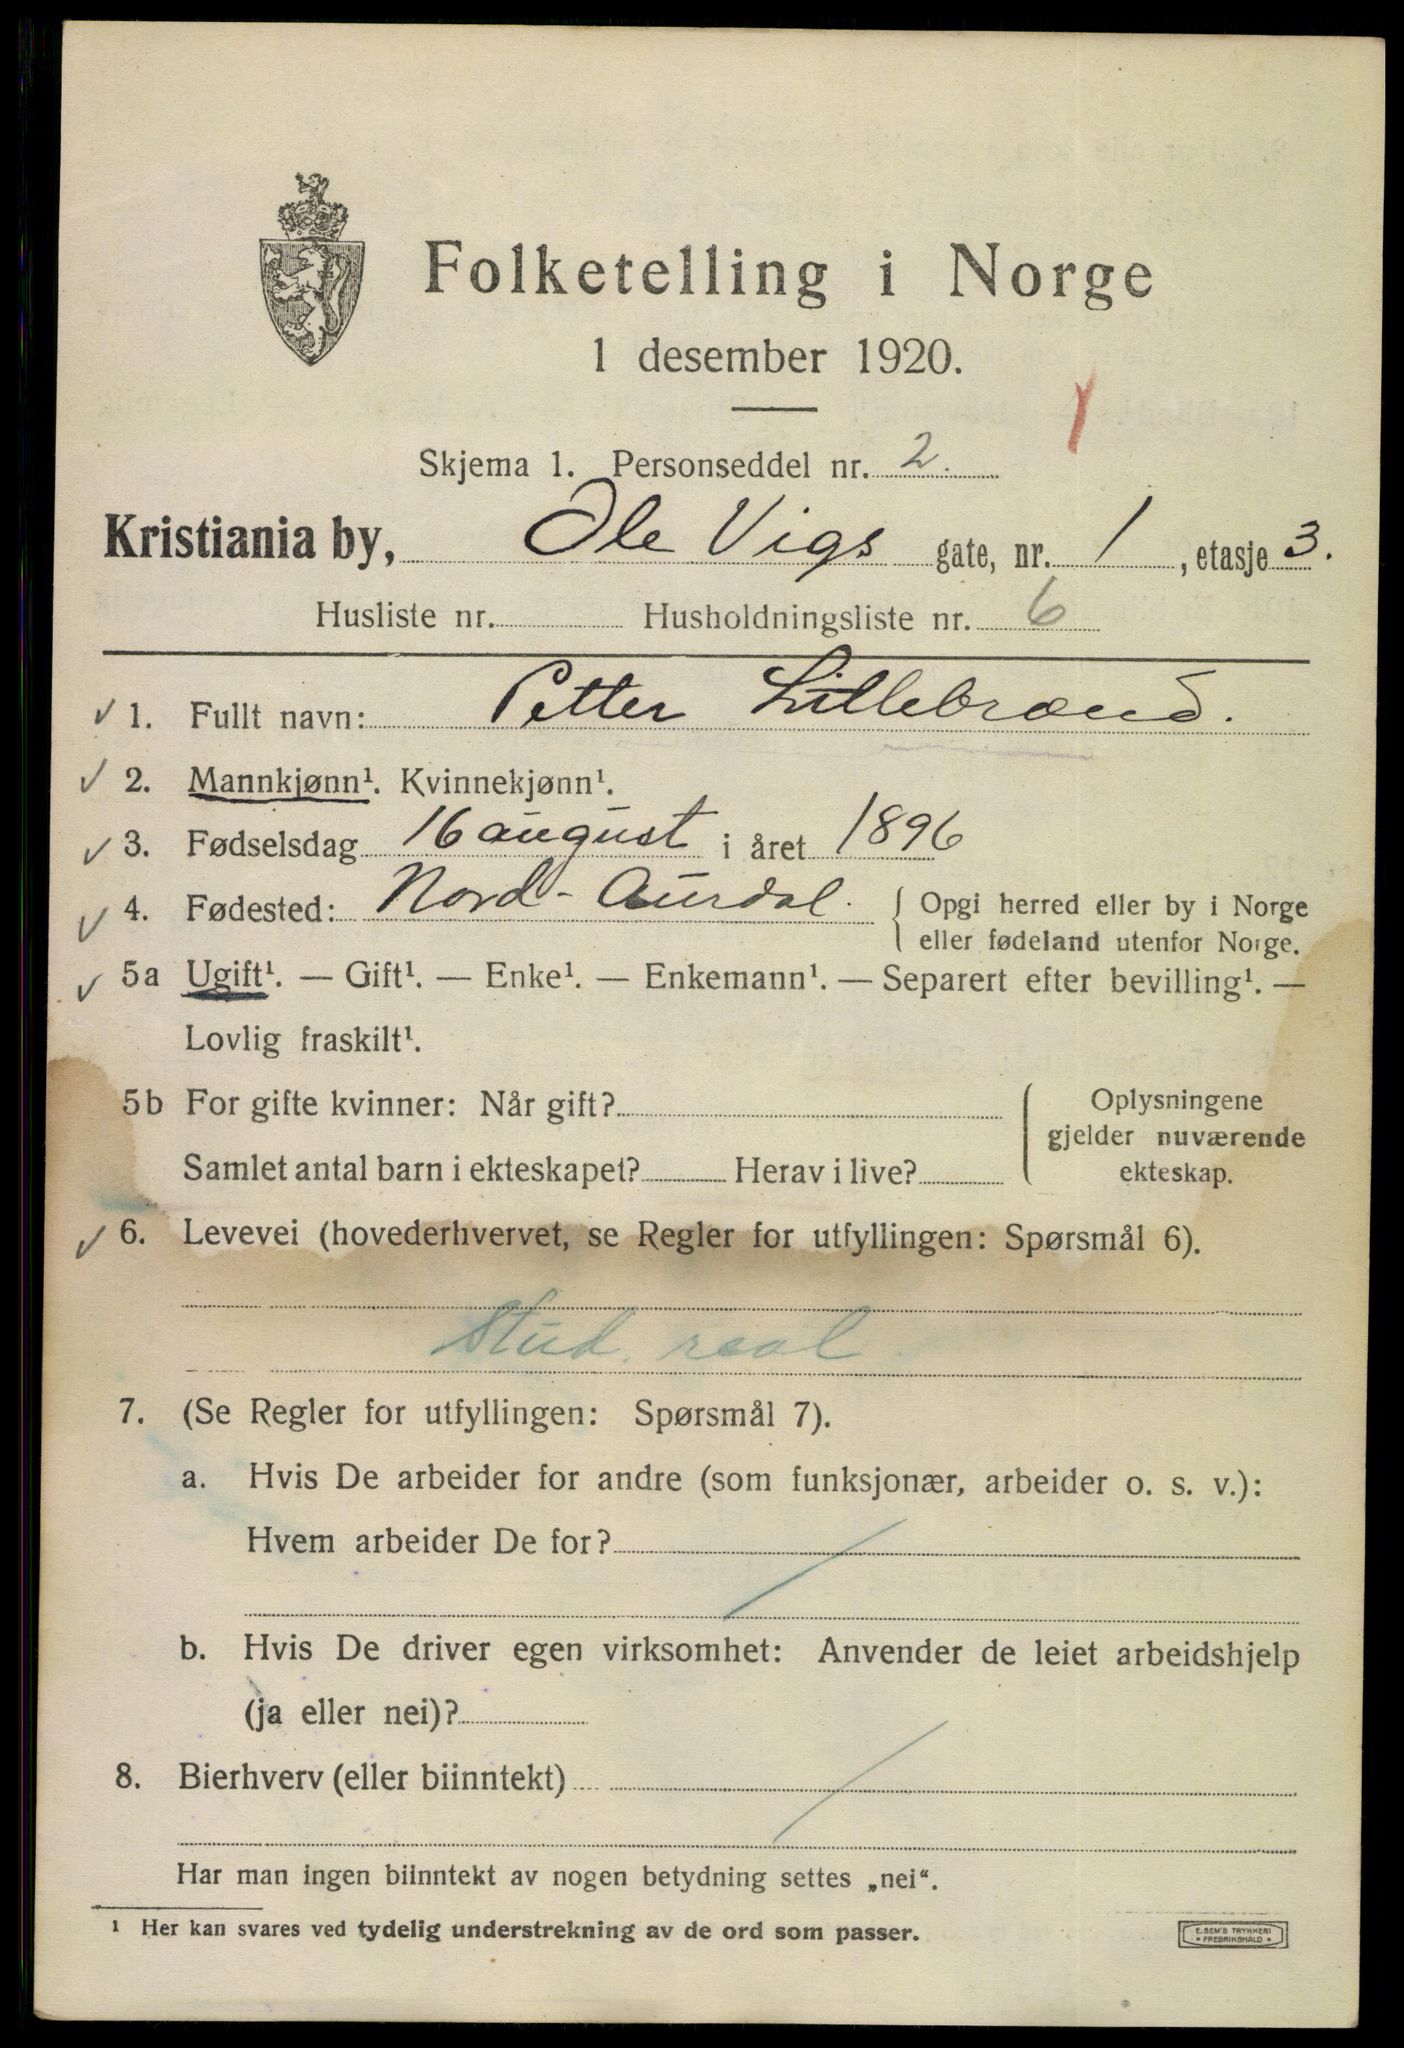 Folketelling i Norge
1 desember 1920.
Skjema 1. Personseddel nr. 2.
Kristiania by, Ole Vigs gate, nr. 1, etasje 3.
Husliste nr. Husholdningsliste nr. 6
1. Fullt navn: Petter Lillebrænd.
2. Mannkjønn¹. Kvinnekjønn¹.
3. Fødselsdag 16 august i året 1896
4. Fødested: Nord-Aurdal. { Opgi herred eller by i Norge
eller fødeland utenfor Norge.
5a Ugift¹. — Gift¹. — Enke¹. — Enkemann¹. — Separert efter bevilling¹. —
Lovlig fraskilt¹.
5b For gifte kvinner: Når gift? { Oplysningene
gjelder nuværende
Samlet antal barn i ekteskapet? Herav i live? ekteskap.
6. Levevei (hovederhvervet, se Regler for utfyllingen: Spørsmål 6).
Stud. real.
7. (Se Regler for utfyllingen: Spørsmål 7).
a. Hvis De arbeider for andre (som funksjonær, arbeider o. s. v.):
Hvem arbeider De for? /
b. Hvis De driver egen virksomhet: Anvender de leiet arbeidshjelp
(ja eller nei)?
8. Bierhverv (eller biinntekt) /
Har man ingen biinntekt av nogen betydning settes „nei“.
¹ Her kan svares ved tydelig understrekning av de ord som passer.
E. SEM'S TRYKKERI
* FREDRIKSHALD *